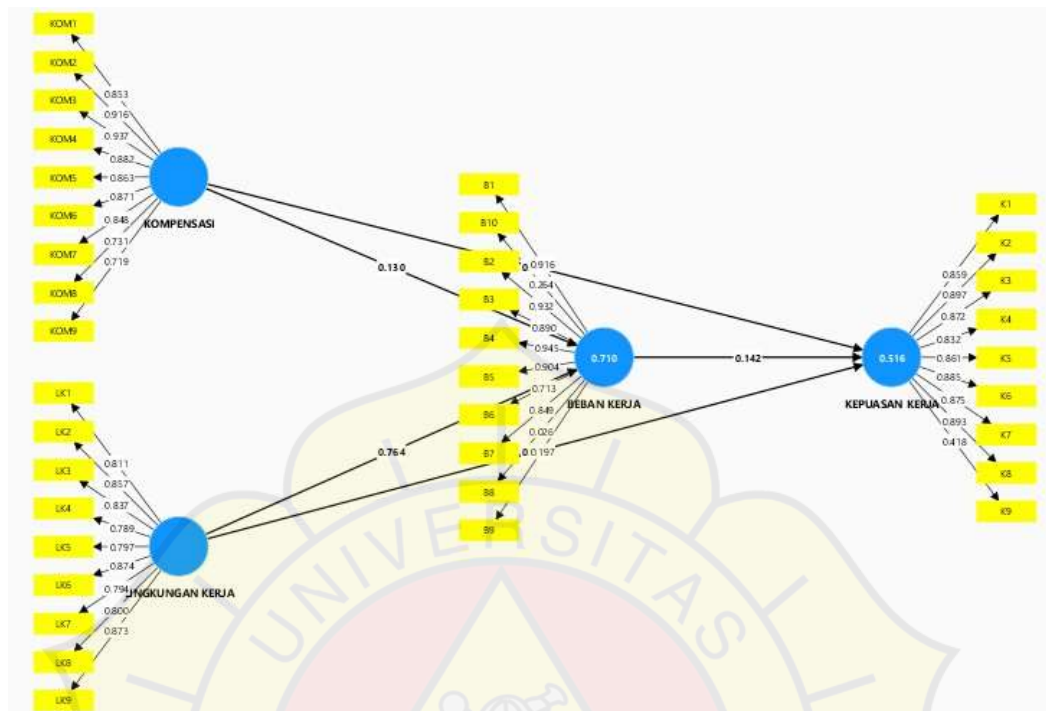 KOM1
KOM2
KOM3
KOM4
KOM5
KOM6
KOM7
KOM8
KOM9
0.853
0.916
0.937
0.882
0.863
0.871
0.848
0.731
0.719
KOMPENSASI
LK1
LK2
LK3
LK4
LK5
LK6
LK7
LK8
LK9
0.811
0.857
0.837
0.789
0.797
0.874
0.794
0.800
0.873
LINGKUNGAN KERJA
0.130
0.764
B1
B10
B2
B3
B4
B5
B6
B7
B8
B9
0.916
0.264
0.932
0.890
0.945
0.904
0.713
0.849
0.026
0.197
0.710
BEBAN KERJA
0.142
0.516
KEPUASAN KERJA
0.859
0.897
0.872
0.832
0.861
0.885
0.875
0.893
0.418
K1
K2
K3
K4
K5
K6
K7
K8
K9
UNIVERSITAS